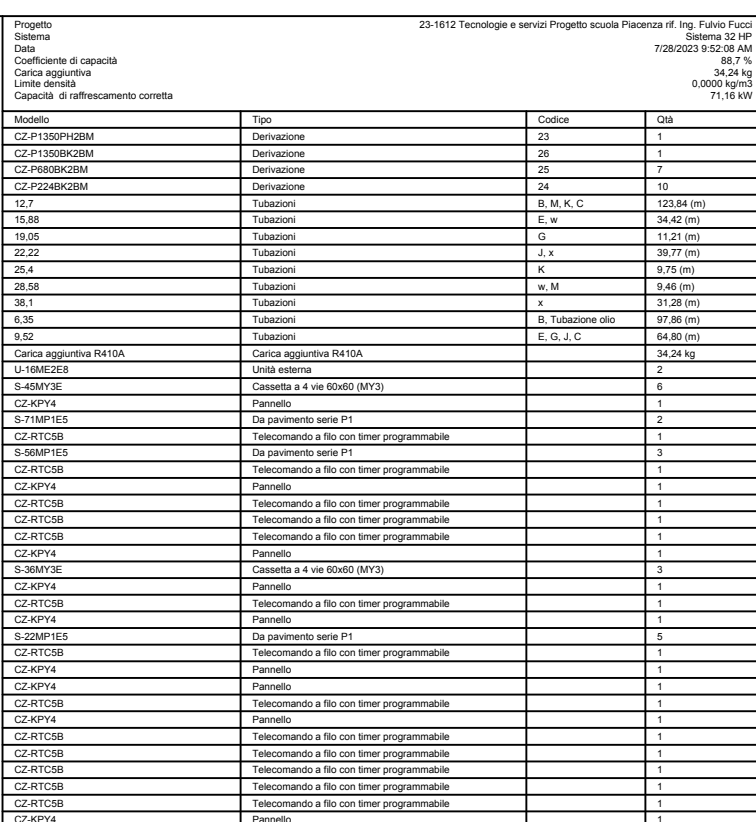 Progetto 23-1612 Tecnologie e servizi Progetto scuola Piacenza rif. Ing. Fulvio Fucci
Sistema Sistema 32 HP
Data 7/28/2023 9:52:08 AM
Coefficiente di capacità 88,7 %
Carica aggiuntiva 34,24 kg
Limite densità 0,0000 kg/m3
Capacità di raffrescamento corretta 71,16 kW
Modello Tipo Codice Qtà
CZ-P1350PH2BM Derivazione 23 1
CZ-P1350BK2BM Derivazione 26 1
CZ-P680BK2BM Derivazione 25 7
CZ-P224BK2BM Derivazione 24 10
12,7 Tubazioni B, M, K, C 123,84 (m)
15,88 Tubazioni E, w 34,42 (m)
19,05 Tubazioni G 11,21 (m)
22,22 Tubazioni J, x 39,77 (m)
25,4 Tubazioni K 9,75 (m)
28,58 Tubazioni w, M 9,46 (m)
38,1 Tubazioni x 31,28 (m)
6,35 Tubazioni B, Tubazione olio 97,86 (m)
9,52 Tubazioni E, G, J, C 64,80 (m)
Carica aggiuntiva R410A Carica aggiuntiva R410A 34,24 kg
U-16ME2E8 Unità esterna 2
S-45MY3E Cassetta a 4 vie 60x60 (MY3) 6
CZ-KPY4 Pannello 1
S-71MP1E5 Da pavimento serie P1 2
CZ-RTC5B Telecomando a filo con timer programmabile 1
S-56MP1E5 Da pavimento serie P1 3
CZ-RTC5B Telecomando a filo con timer programmabile 1
CZ-KPY4 Pannello 1
CZ-RTC5B Telecomando a filo con timer programmabile 1
CZ-RTC5B Telecomando a filo con timer programmabile 1
CZ-RTC5B Telecomando a filo con timer programmabile 1
CZ-KPY4 Pannello 1
S-36MY3E Cassetta a 4 vie 60x60 (MY3) 3
CZ-KPY4 Pannello 1
CZ-RTC5B Telecomando a filo con timer programmabile 1
CZ-KPY4 Pannello 1
S-22MP1E5 Da pavimento serie P1 5
CZ-RTC5B Telecomando a filo con timer programmabile 1
CZ-KPY4 Pannello 1
CZ-KPY4 Pannello 1
CZ-RTC5B Telecomando a filo con timer programmabile 1
CZ-KPY4 Pannello 1
CZ-RTC5B Telecomando a filo con timer programmabile 1
CZ-RTC5B Telecomando a filo con timer programmabile 1
CZ-RTC5B Telecomando a filo con timer programmabile 1
CZ-RTC5B Telecomando a filo con timer programmabile 1
CZ-RTC5B Telecomando a filo con timer programmabile 1
CZ-KPY4 Pannello 1